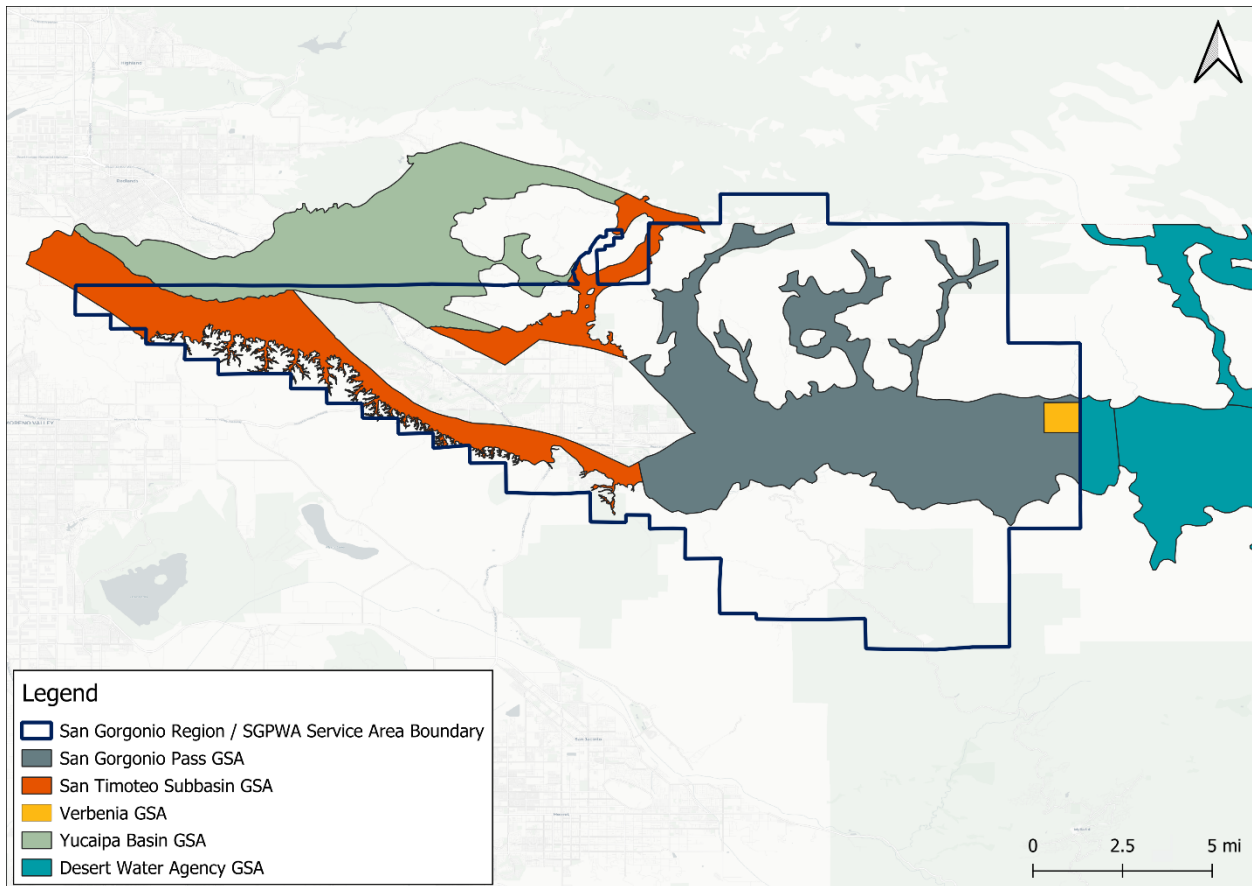 Legend
San Gorgonio Region / SGPWA Service Area Boundary
San Gorgonio Pass GSA
San Timoteo Subbasin GSA
Verbenia GSA
Yucaipa Basin GSA
Desert Water Agency GSA
0 2.5 5 mi